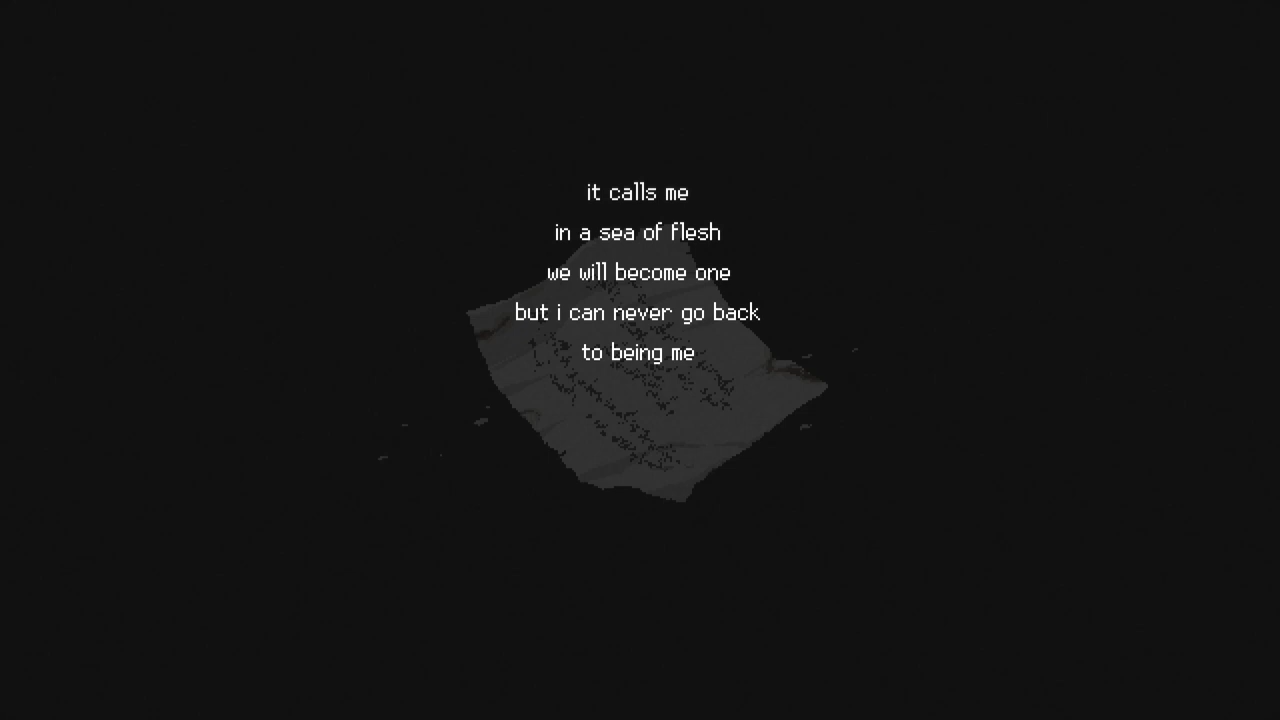 it calls me
in a sea of flesh
we will become one
but i can never go back
to being me